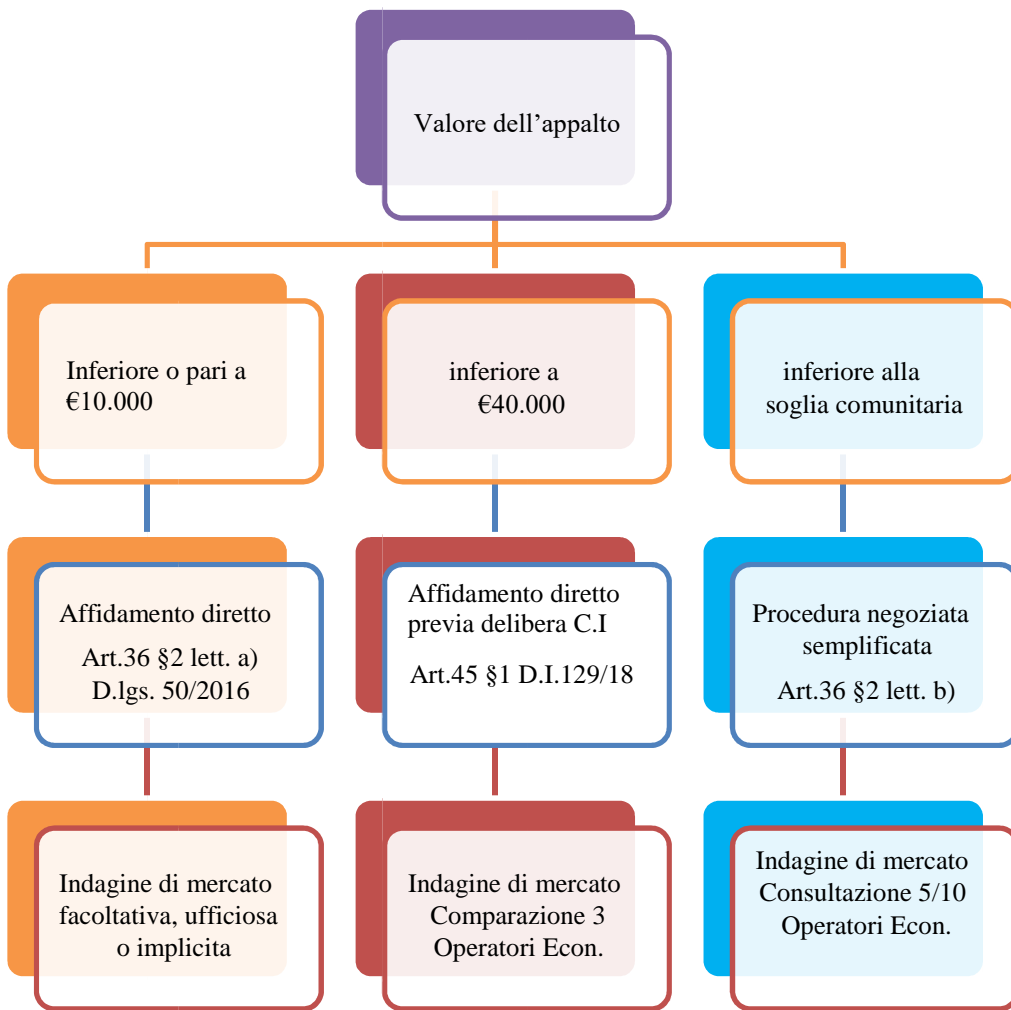 Valore dell’appalto
Inferiore o pari a
€10.000
inferiore a
€40.000
inferiore alla
soglia comunitaria
Affidamento diretto
Art.36 §2 lett. a)
D.lgs. 50/2016
Affidamento diretto
previa delibera C.I
Art.45 §1 D.I.129/18
Procedura negoziata
semplificata
Art.36 §2 lett. b)
Indagine di mercato
facoltativa, ufficiosa
o implicita
Indagine di mercato
Comparazione 3
Operatori Econ.
Indagine di mercato
Consultazione 5/10
Operatori Econ.